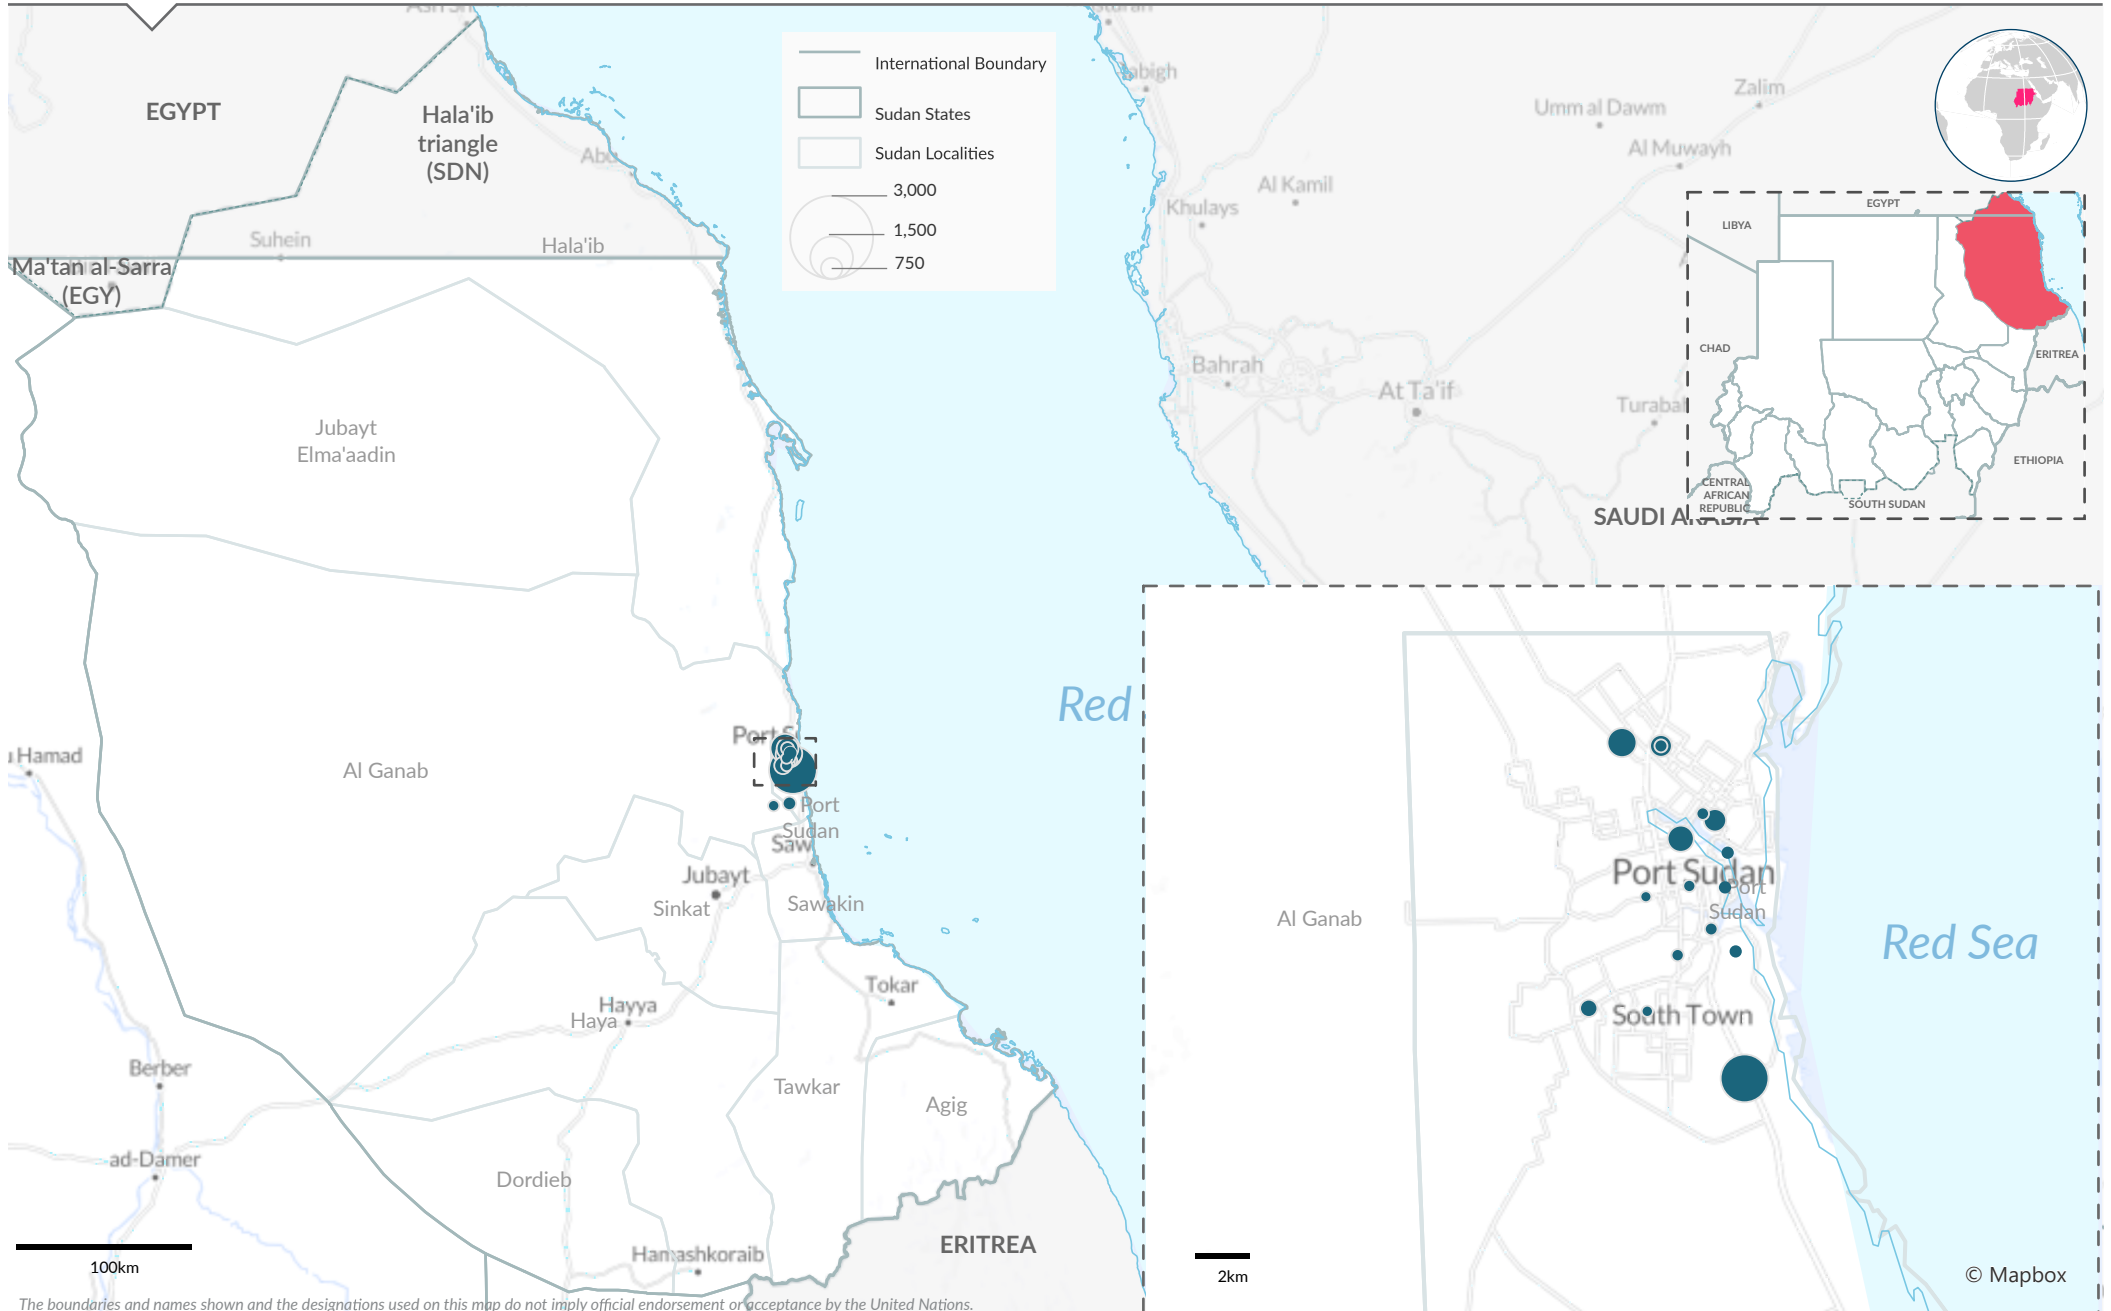 EGYPT
Hala'ib
triangle
(SDN)
Abu
Suhein
Hala'ib
Ma'tan al-Sarra
(EGY)
International Boundary
Sudan States
Sudan Localities
3,000
1,500
750
Umm al Dawm
Zalim
Al Muwayh
Al Kamil
Khulays
Bahrah
At Ta'if
SAUDI ARABIA
EGYPT
LIBYA
CHAD
ERITREA
ETHIOPIA
CENTRAL
AFRICAN
REPUBLIC
SOUTH SUDAN
Jubayt
Elma'aadin
Red
Al Ganab
Port
Sudan
Jubayt
Sinkat
Sawakin
Tokar
Hayya
Haya
Berber
Tawkar
Agig
ad-Damer
Dordieb
Hamashkoraib
ERITREA
100km
Port Sudan
Port
Sudan
Al Ganab
Red Sea
South Town
2km
© Mapbox
The boundaries and names shown and the designations used on this map do not imply official endorsement or acceptance by the United Nations.